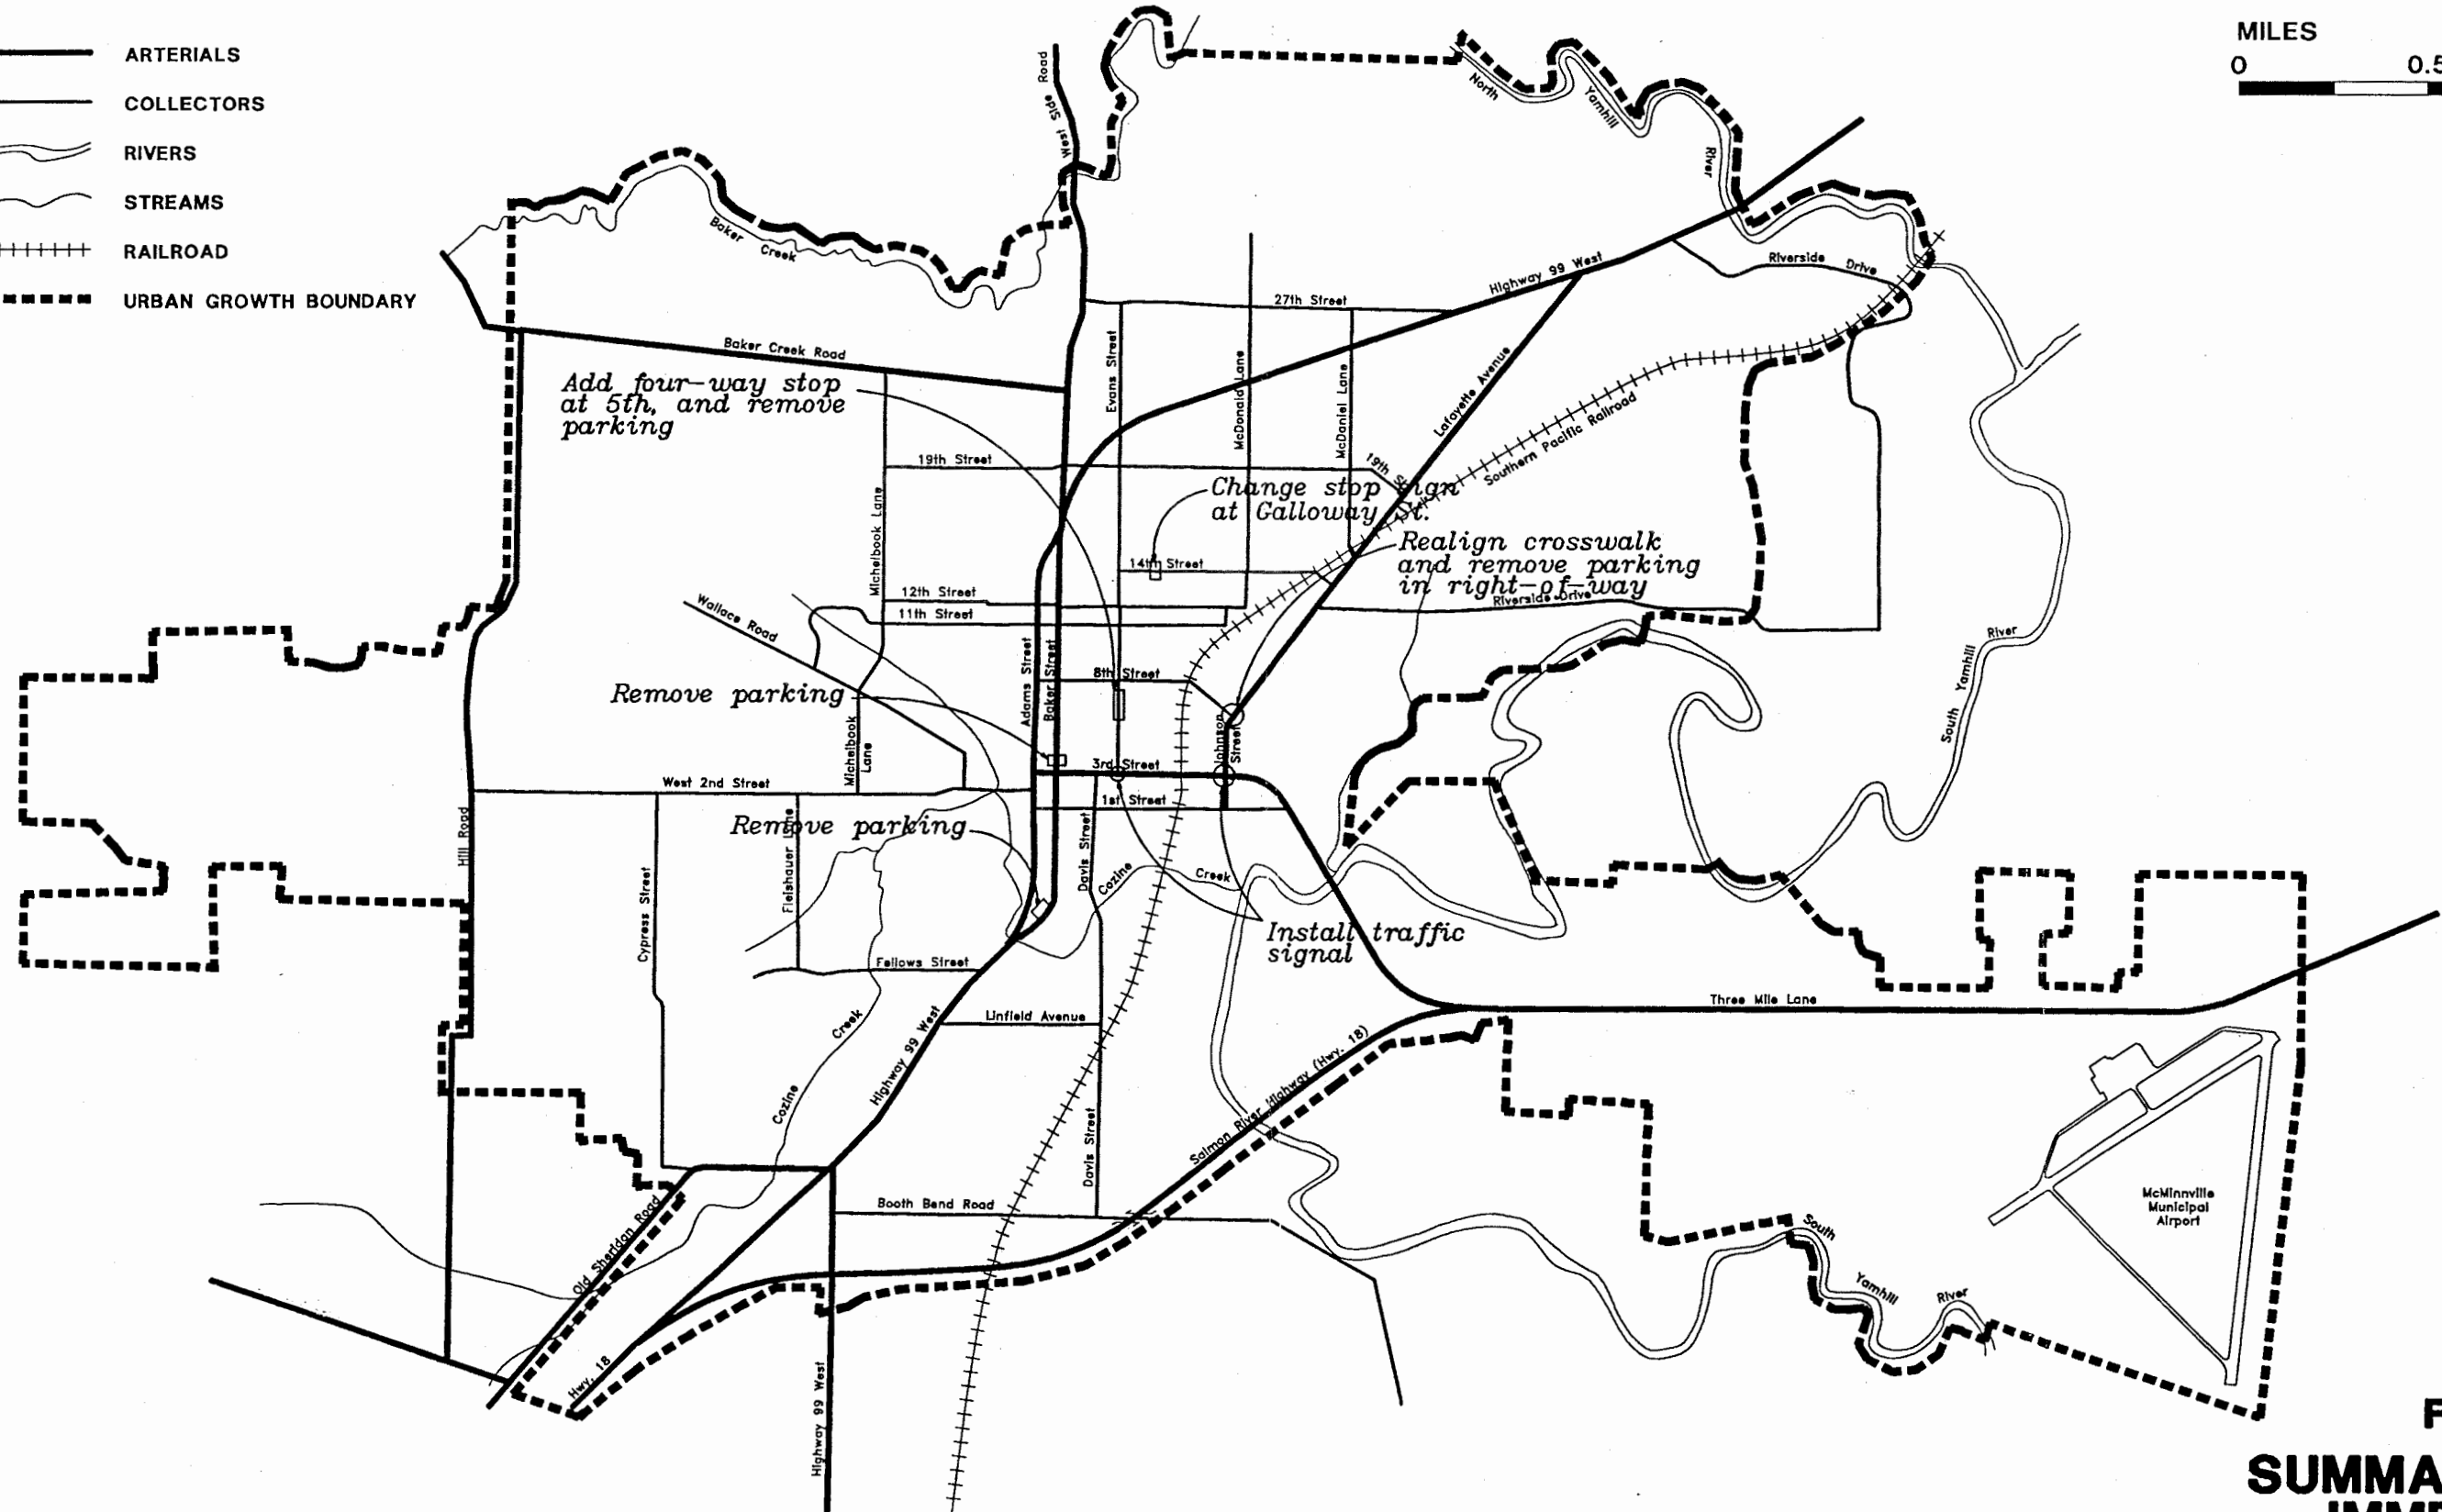 ARTERIALS
COLLECTORS
RIVERS
STREAMS
RAILROAD
URBAN GROWTH BOUNDARY
MILES
0
0.5
West Side Road
North
Yamhill
River
Baker
Creek
Riverside Drive
Highway 99 West
27th Street
Baker Creek Road
Evans Street
McDonald Lane
McDaniel Lane
Lafayette Avenue
Southern Pacific Railroad
Add four-way stop
at 5th, and remove
parking
19th Street
19th St.
Change stop sign
at Galloway St.
Michelbook Lane
Realign crosswalk
and remove parking
in right-of-way
14th Street
12th Street
11th Street
Riverside Drive
Wallace Road
Adams Street
Baker Street
8th Street
Remove parking
Michelbook
Lane
Johnson
Street
3rd Street
South Yamhill River
West 2nd Street
1st Street
Hill Road
Remove parking
Fleishauer Lane
Davis Street
Cypress Street
Cozine
Creek
Install traffic
signal
Fellows Street
Three Mile Lane
Linfield Avenue
Highway 99 West
Creek
Cozine
Salmon River Highway (Hwy. 18)
Davis Street
Booth Bend Road
Old Sheridan Road
McMinnville
Municipal
Airport
South
Yamhill
River
Hwy. 18
Highway 99 West
F
SUMMA
IMME